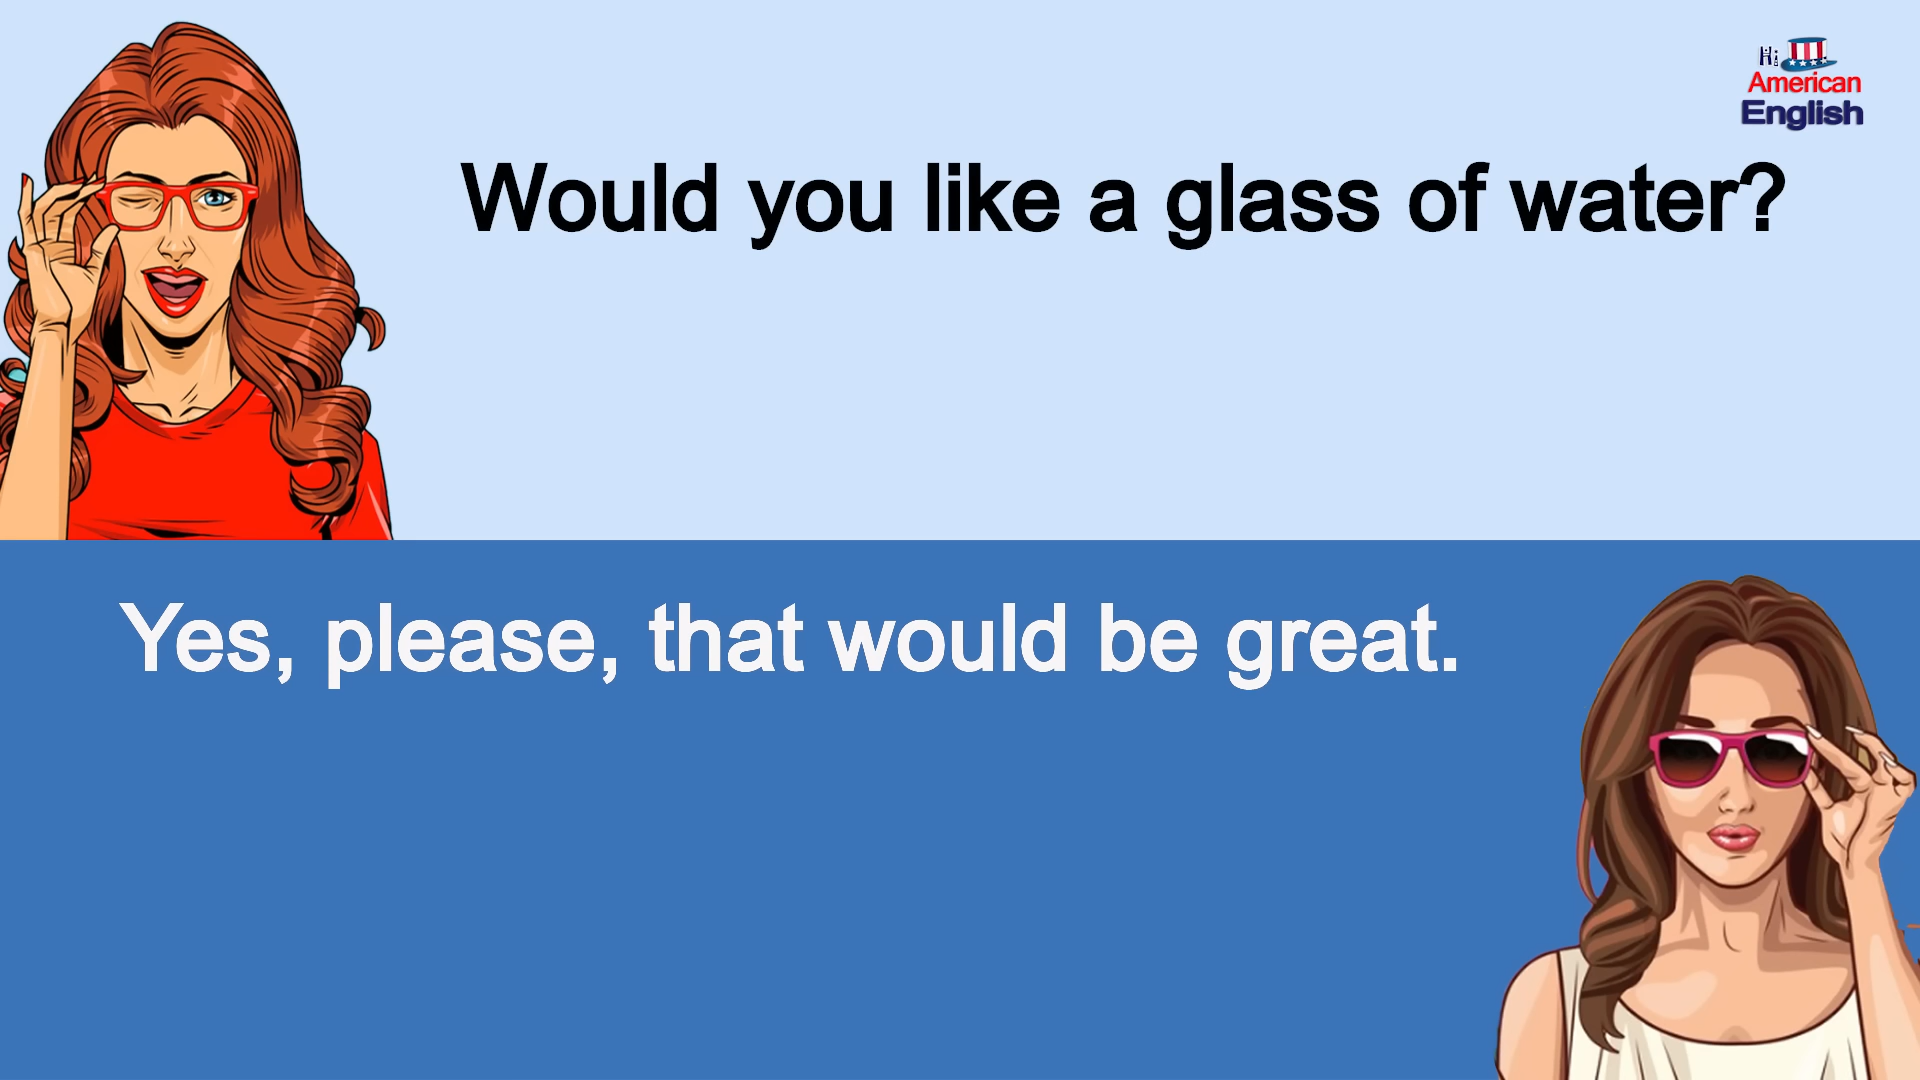 Hi
American
English
Would you like a glass of water?
Yes, please, that would be great.